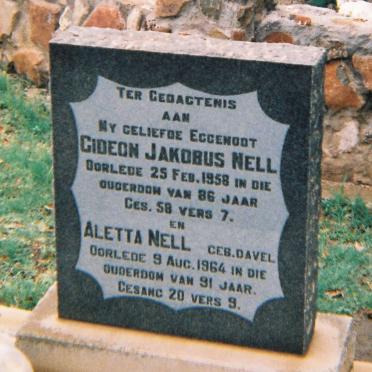 Ter Gedagtenis
aan
My geliefde Eggenoot
Gideon Jakobus Nell
Oorlede 25 Feb. 1958 in die
ouderdom van 86 jaar
Ges. 58 vers 7.
en
Aletta Nell geb Davel
Oorlede 9 Aug. 1964 in die
ouderdom van 91 jaar.
Gesang 20 vers 9.